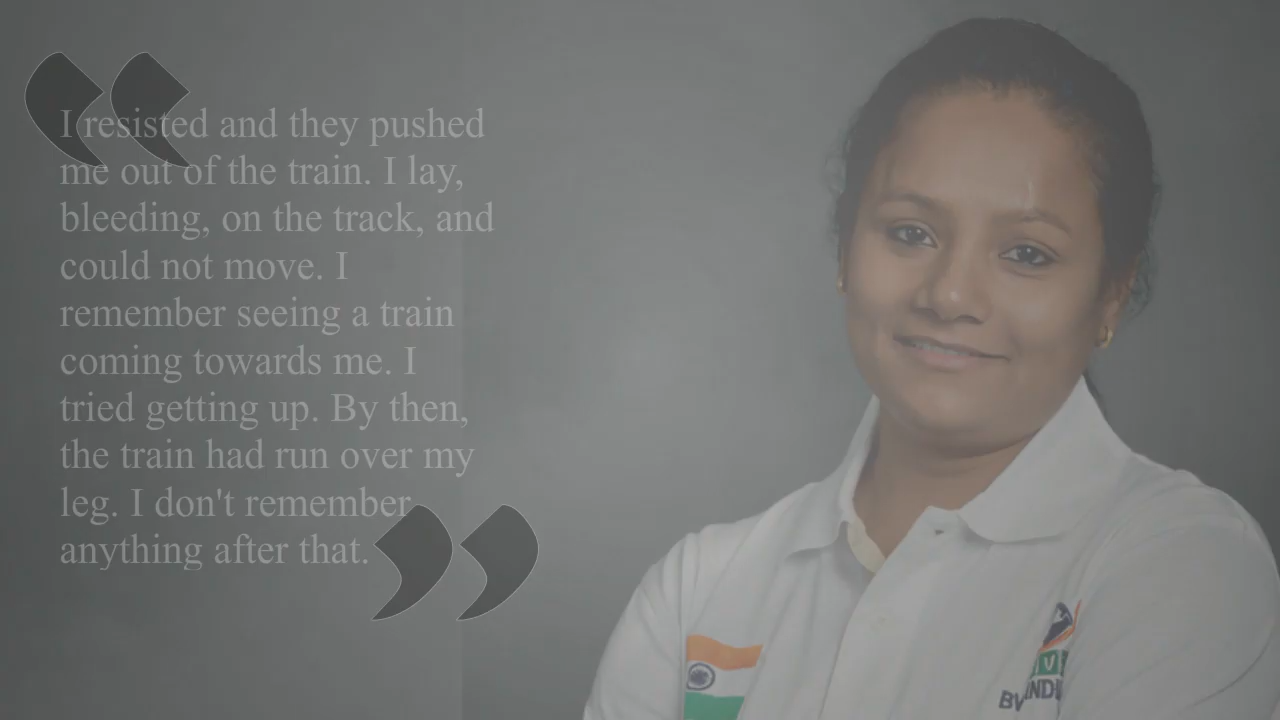 I resisted and they pushed
me out of the train. I lay,
bleeding, on the track, and
could not move. I
remember seeing a train
coming towards me. I
tried getting up. By then,
the train had run over my
leg. I don't remember
anything after that.